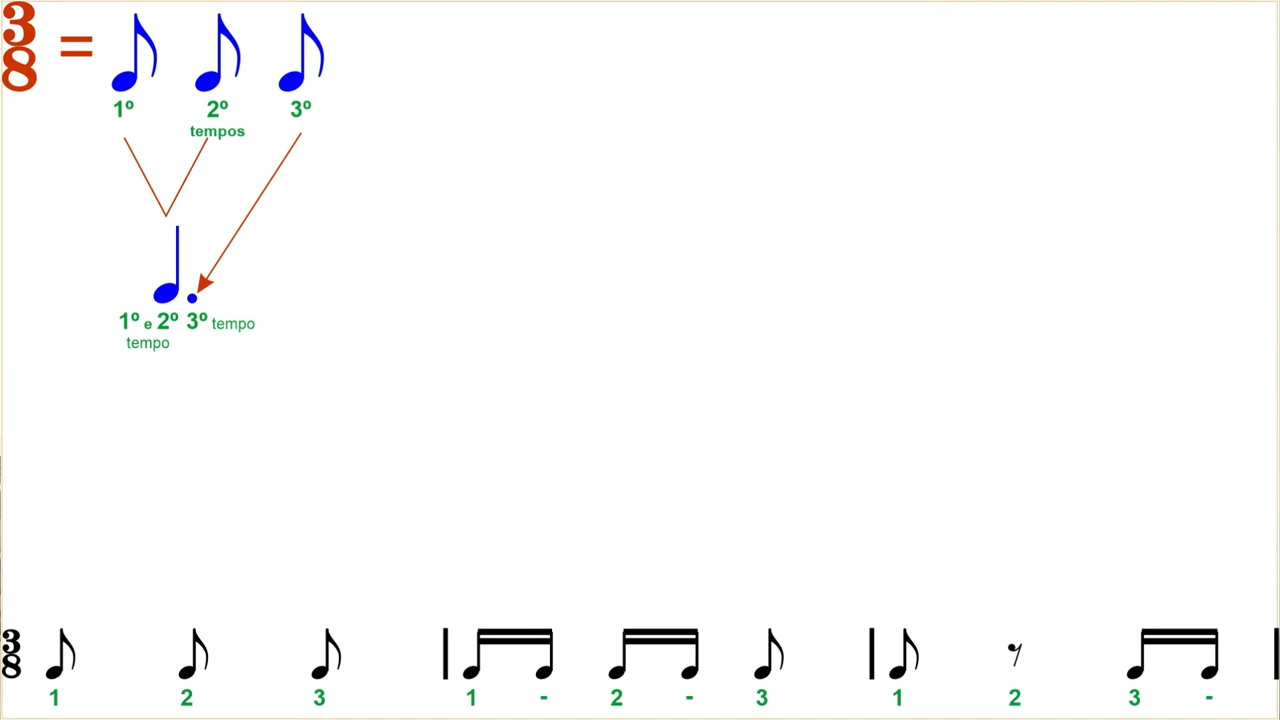 3
8 =
1º 2º 3º
tempos
1º e 2º 3º tempo
tempo
3
8
1 2 3 1 - 2 - 3 1 2 3 -